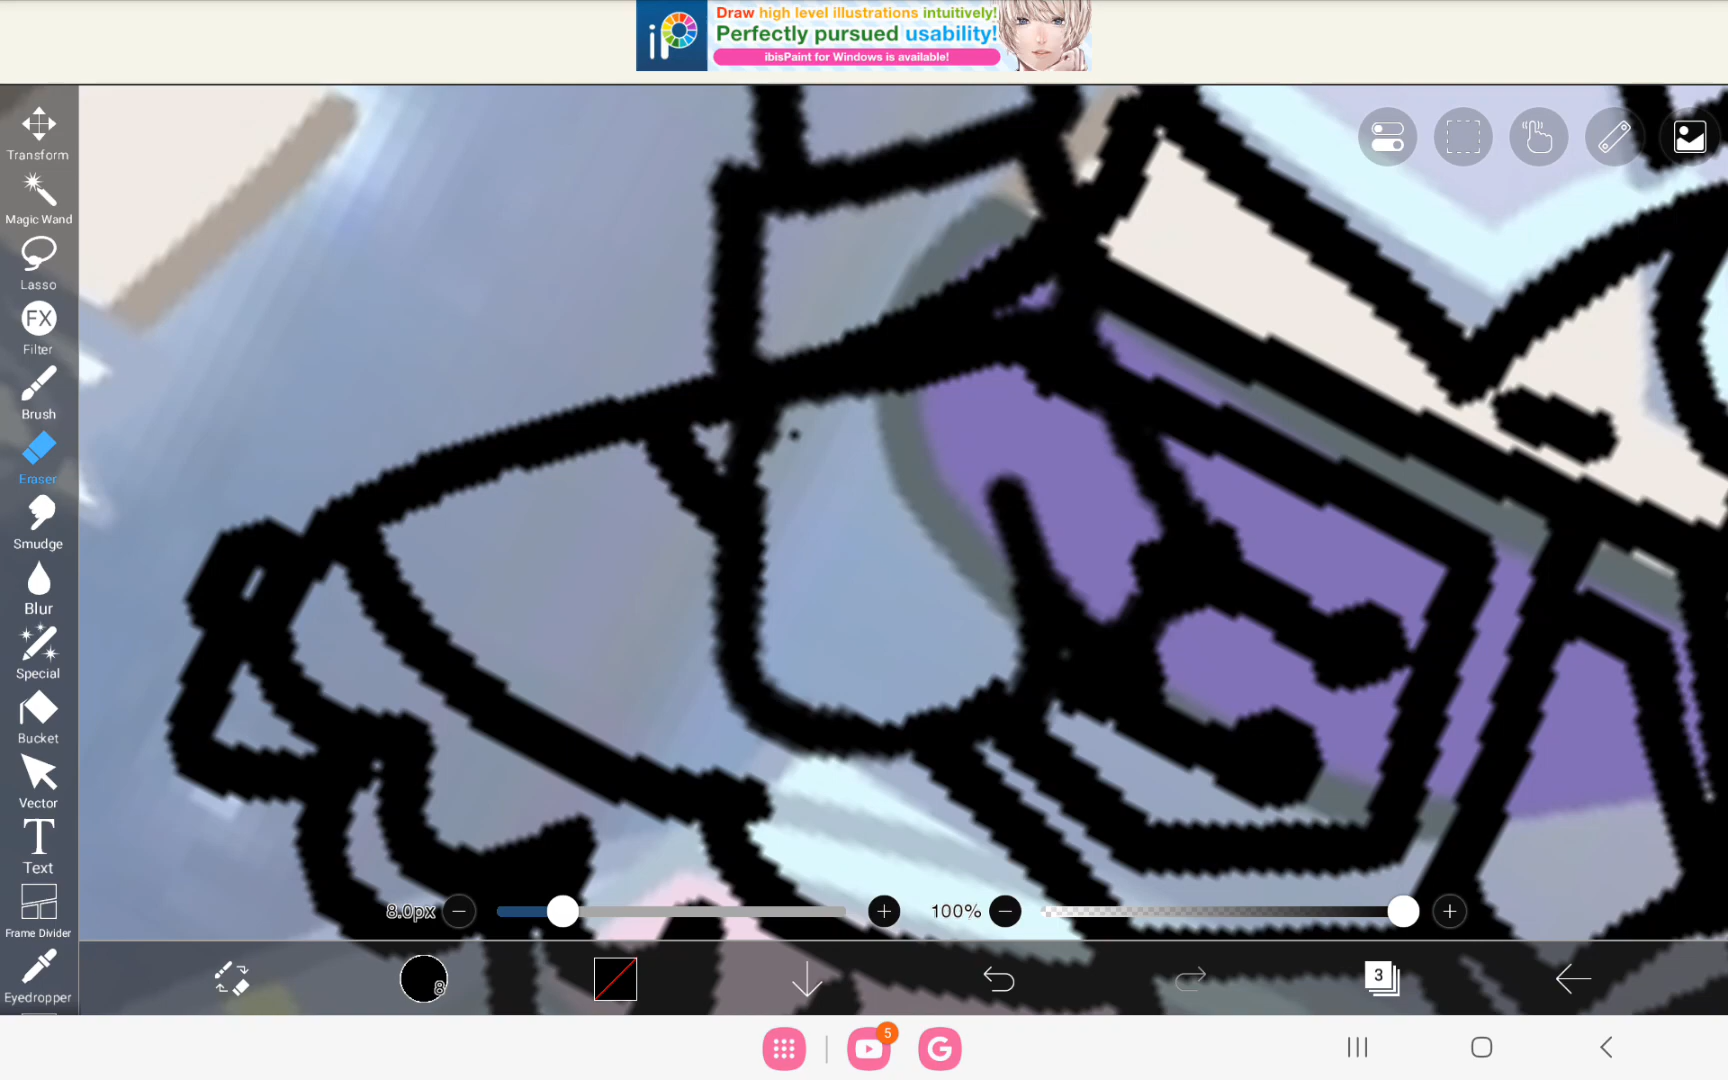 Draw high level illustrations intuitively!
iP Perfectly pursued usability!
ibisPaint for Windows is available!
Transform
Magic Wand
Lasso
FX
Filter
Brush
Eraser
Smudge
Blur
Special
Bucket
Vector
T
Text
Frame Divider
Eyedropper
8.0px
100%
8
3
5
G